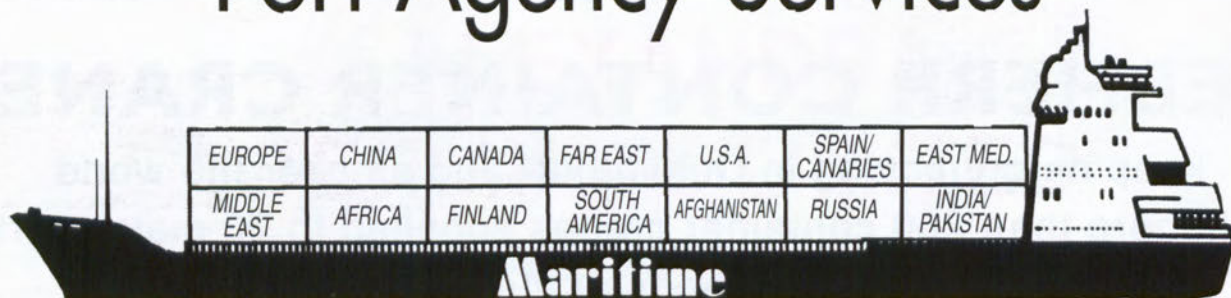 Port Agency Services
EUROPE CHINA CANADA FAR EAST U.S.A. SPAIN/CANARIES EAST MED.
MIDDLE EAST AFRICA FINLAND SOUTH AMERICA AFGHANISTAN RUSSIA INDIA/PAKISTAN
Maritime